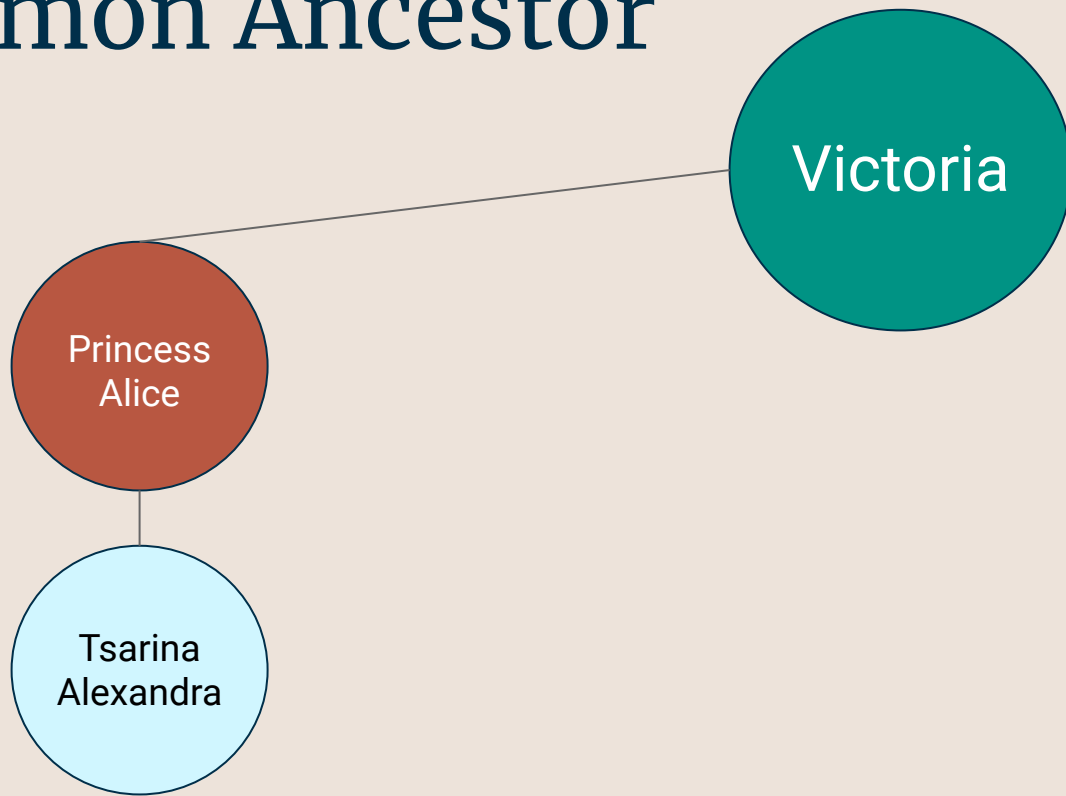 mon Ancestor
Victoria
Princess
Alice
Tsarina
Alexandra